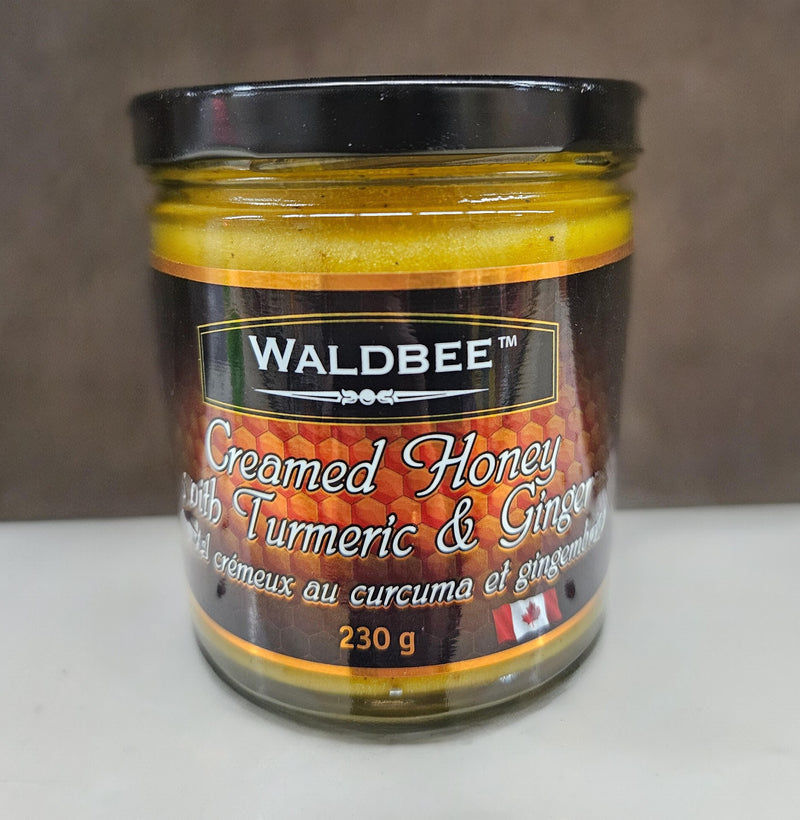 WALDBEE™
Creamed Honey
with Turmeric & Ginger
crémeux au curcuma et gingembre
230 g